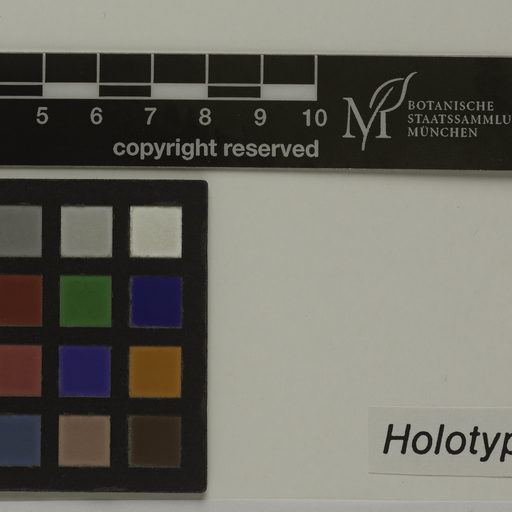 5 6 7 8 9 10
copyright reserved
M
BOTANISCHE
STAATSSAMMLU
MÜNCHEN
Holotyp